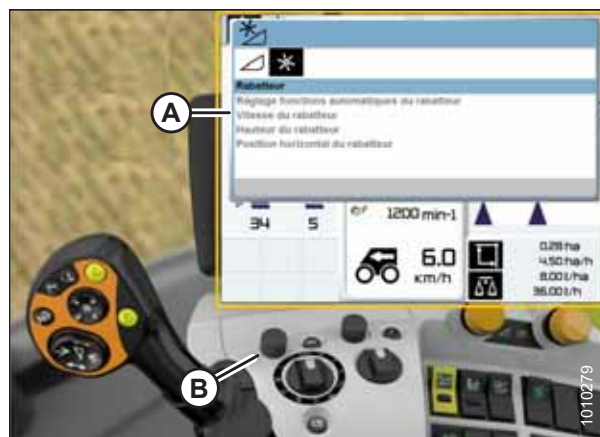 Rabatteur
Réglage fonctions automatiques du rabatteur
Vitesse du rabatteur
Hauteur du rabatteur
Position horizontal du rabatteur
A
34
5
1200 min-1
6.0
km/h
0.28 ha
4.50 ha/h
8.00 l/ha
36.00 l/h
B
1010279